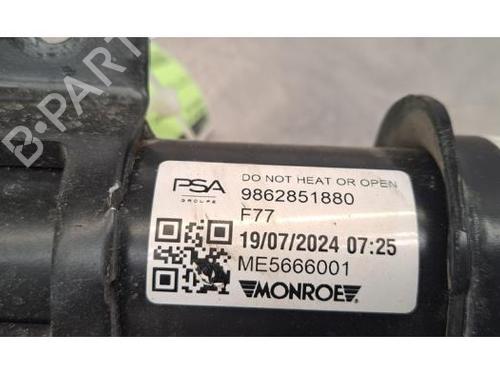 B-PARTS
PSA
GROUPE
DO NOT HEAT OR OPEN
9862851880
F77
19/07/2024 07:25
ME5666001
MONROE®